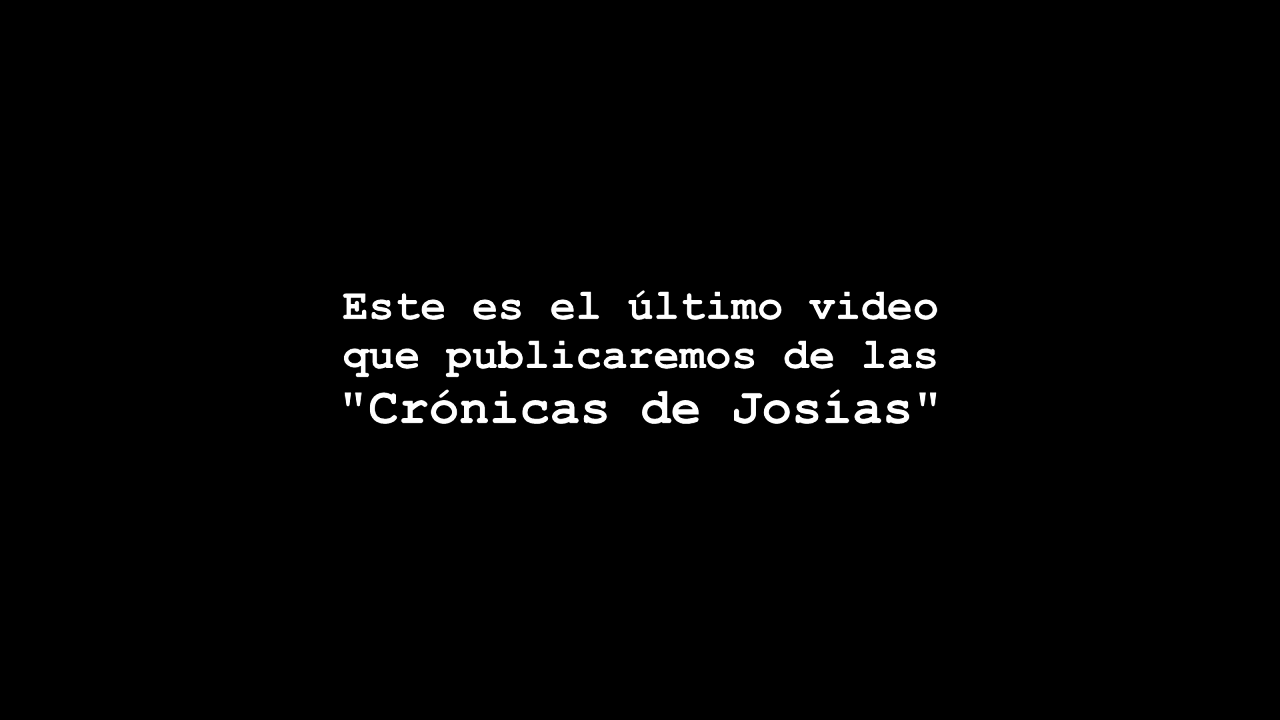 Este es el último video
que publicaremos de las
"Crónicas de Josías"